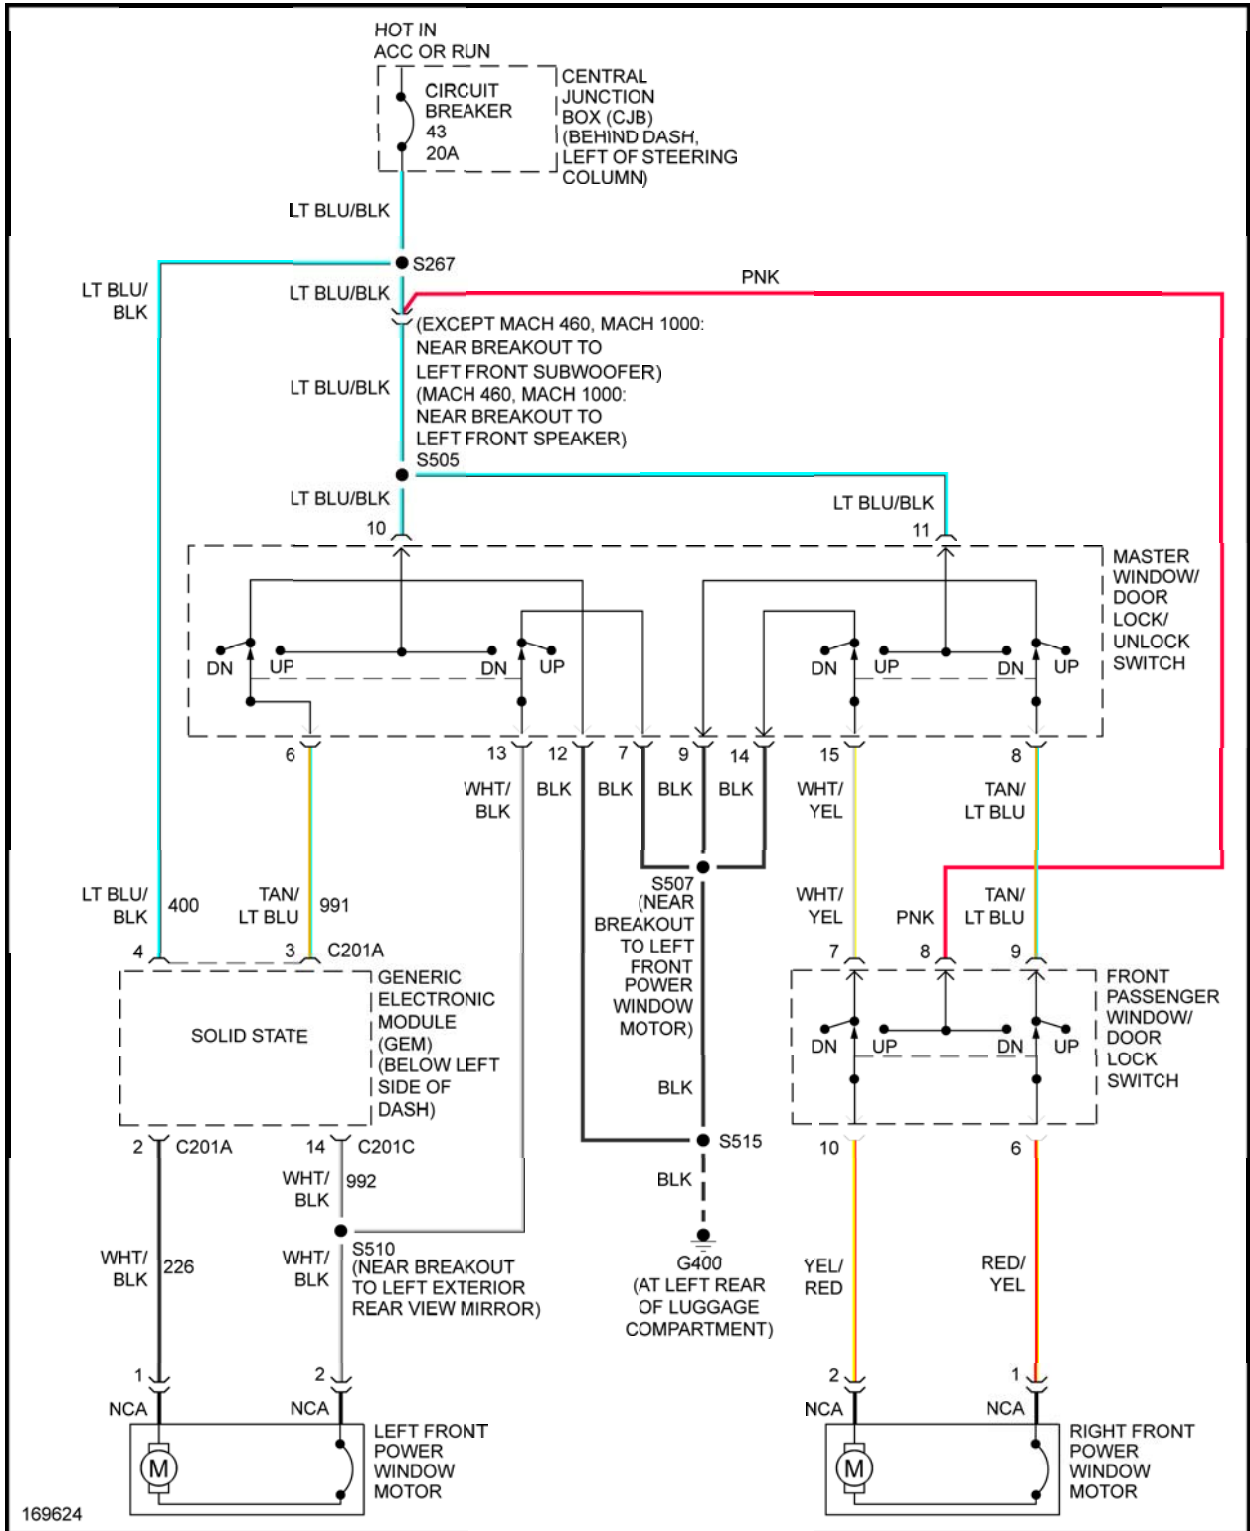 HOT IN
ACC OR RUN
CIRCUIT
BREAKER
43
20A
CENTRAL
JUNCTION
BOX (CJB)
(BEHIND DASH,
LEFT OF STEERING
COLUMN)
LT BLU/BLK
S267
LT BLU/
BLK
LT BLU/BLK
PNK
(EXCEPT MACH 460, MACH 1000:
NEAR BREAKOUT TO
LEFT FRONT SUBWOOFER)
(MACH 460, MACH 1000:
NEAR BREAKOUT TO
LEFT FRONT SPEAKER)
LT BLU/BLK
S505
LT BLU/BLK
10
LT BLU/BLK
11
MASTER
WINDOW/
DOOR
LOCK/
UNLOCK
SWITCH
DN UP DN UP
DN UP DN UP
6 13 12 7 9 14 15 8
WHT/
BLK
BLK
BLK
BLK
BLK
WHT/
YEL
TAN/
LT BLU
LT BLU/
BLK
400
TAN/
LT BLU
991
4 3 C201A
S507
(NEAR
BREAKOUT
TO LEFT
FRONT
POWER
WINDOW
MOTOR)
WHT/
YEL
PNK
TAN/
LT BLU
7 8 9
SOLID STATE
GENERIC
ELECTRONIC
MODULE
(GEM)
(BELOW LEFT
SIDE OF
DASH)
DN UP DN UP
FRONT
PASSENGER
WINDOW/
DOOR
LOCK
SWITCH
BLK
2 C201A
14 C201C
S515
10 6
WHT/
BLK
992
BLK
S510
(NEAR BREAKOUT
TO LEFT EXTERIOR
REAR VIEW MIRROR)
WHT/
BLK
226
WHT/
BLK
G400
(AT LEFT REAR
OF LUGGAGE
COMPARTMENT)
YEL/
RED
RED/
YEL
1 2
2 1
NCA
NCA
NCA
NCA
M
LEFT FRONT
POWER
WINDOW
MOTOR
M
RIGHT FRONT
POWER
WINDOW
MOTOR
169624